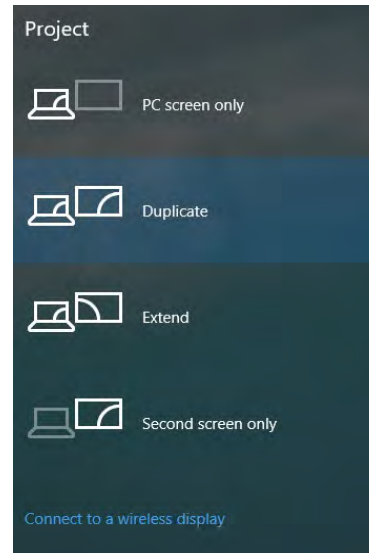 Project
PC screen only
Duplicate
Extend
Second screen only
Connect to a wireless display